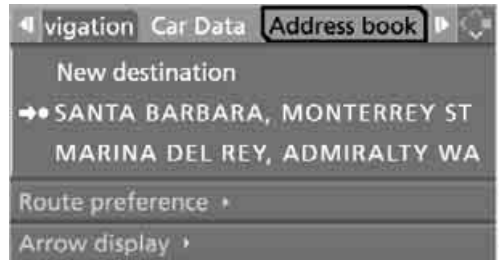 vigation Car Data Address book
New destination
SANTA BARBARA, MONTERREY ST
MARINA DEL REY, ADMIRALTY WA
Route preference
Arrow display